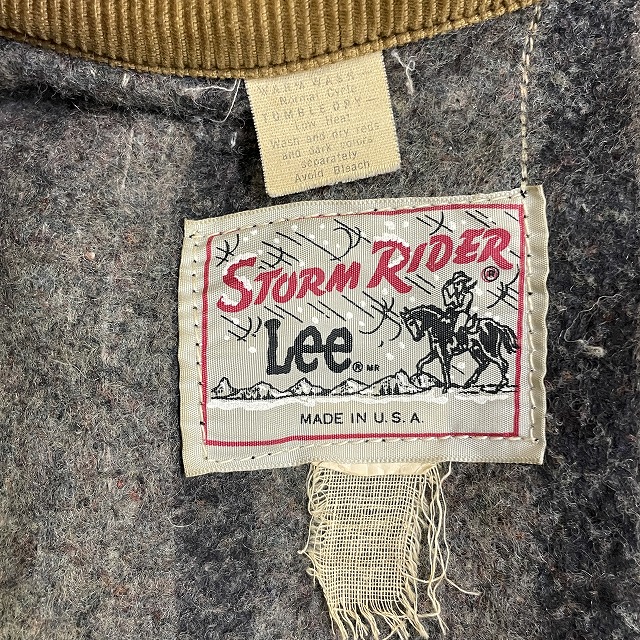 WARM WASH
Normal Cycle
TUMBLE DRY—
Low Heat
Wash and dry reds
and dark colors
separately
Avoid Bleach
STORM RIDER®
Lee® MR
MADE IN U.S.A.